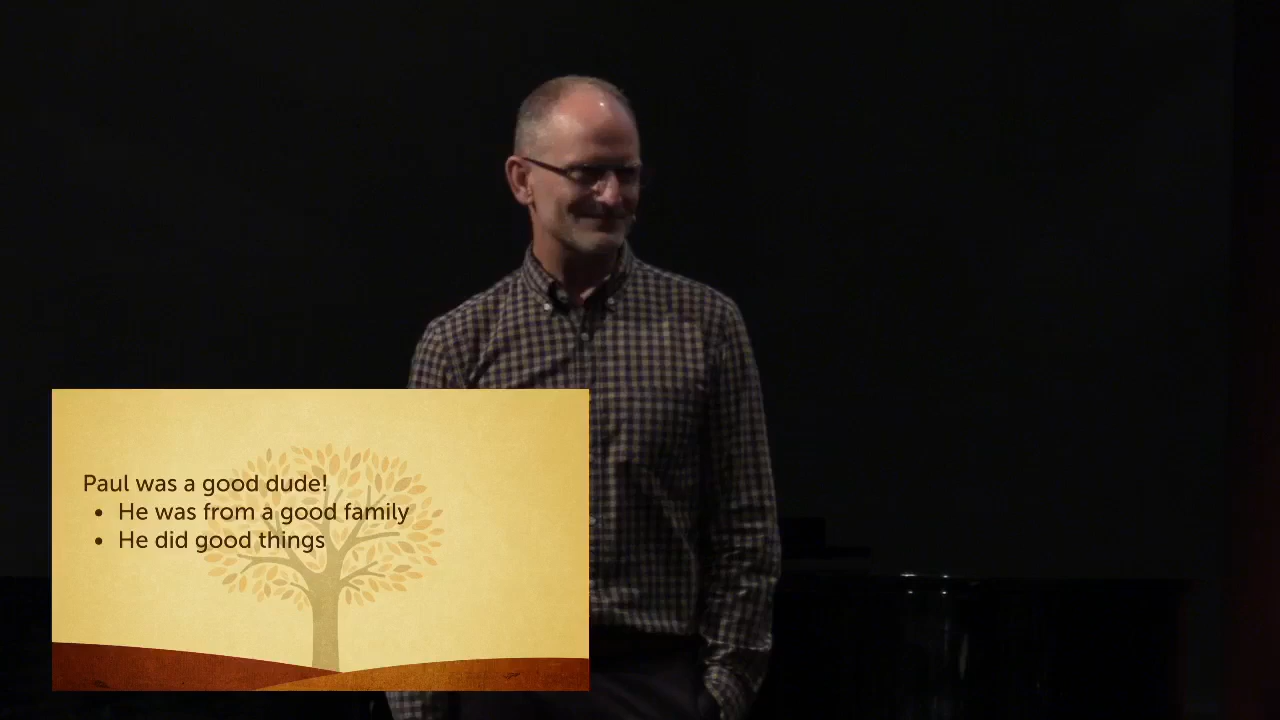 Paul was a good dude!
• He was from a good family
• He did good things